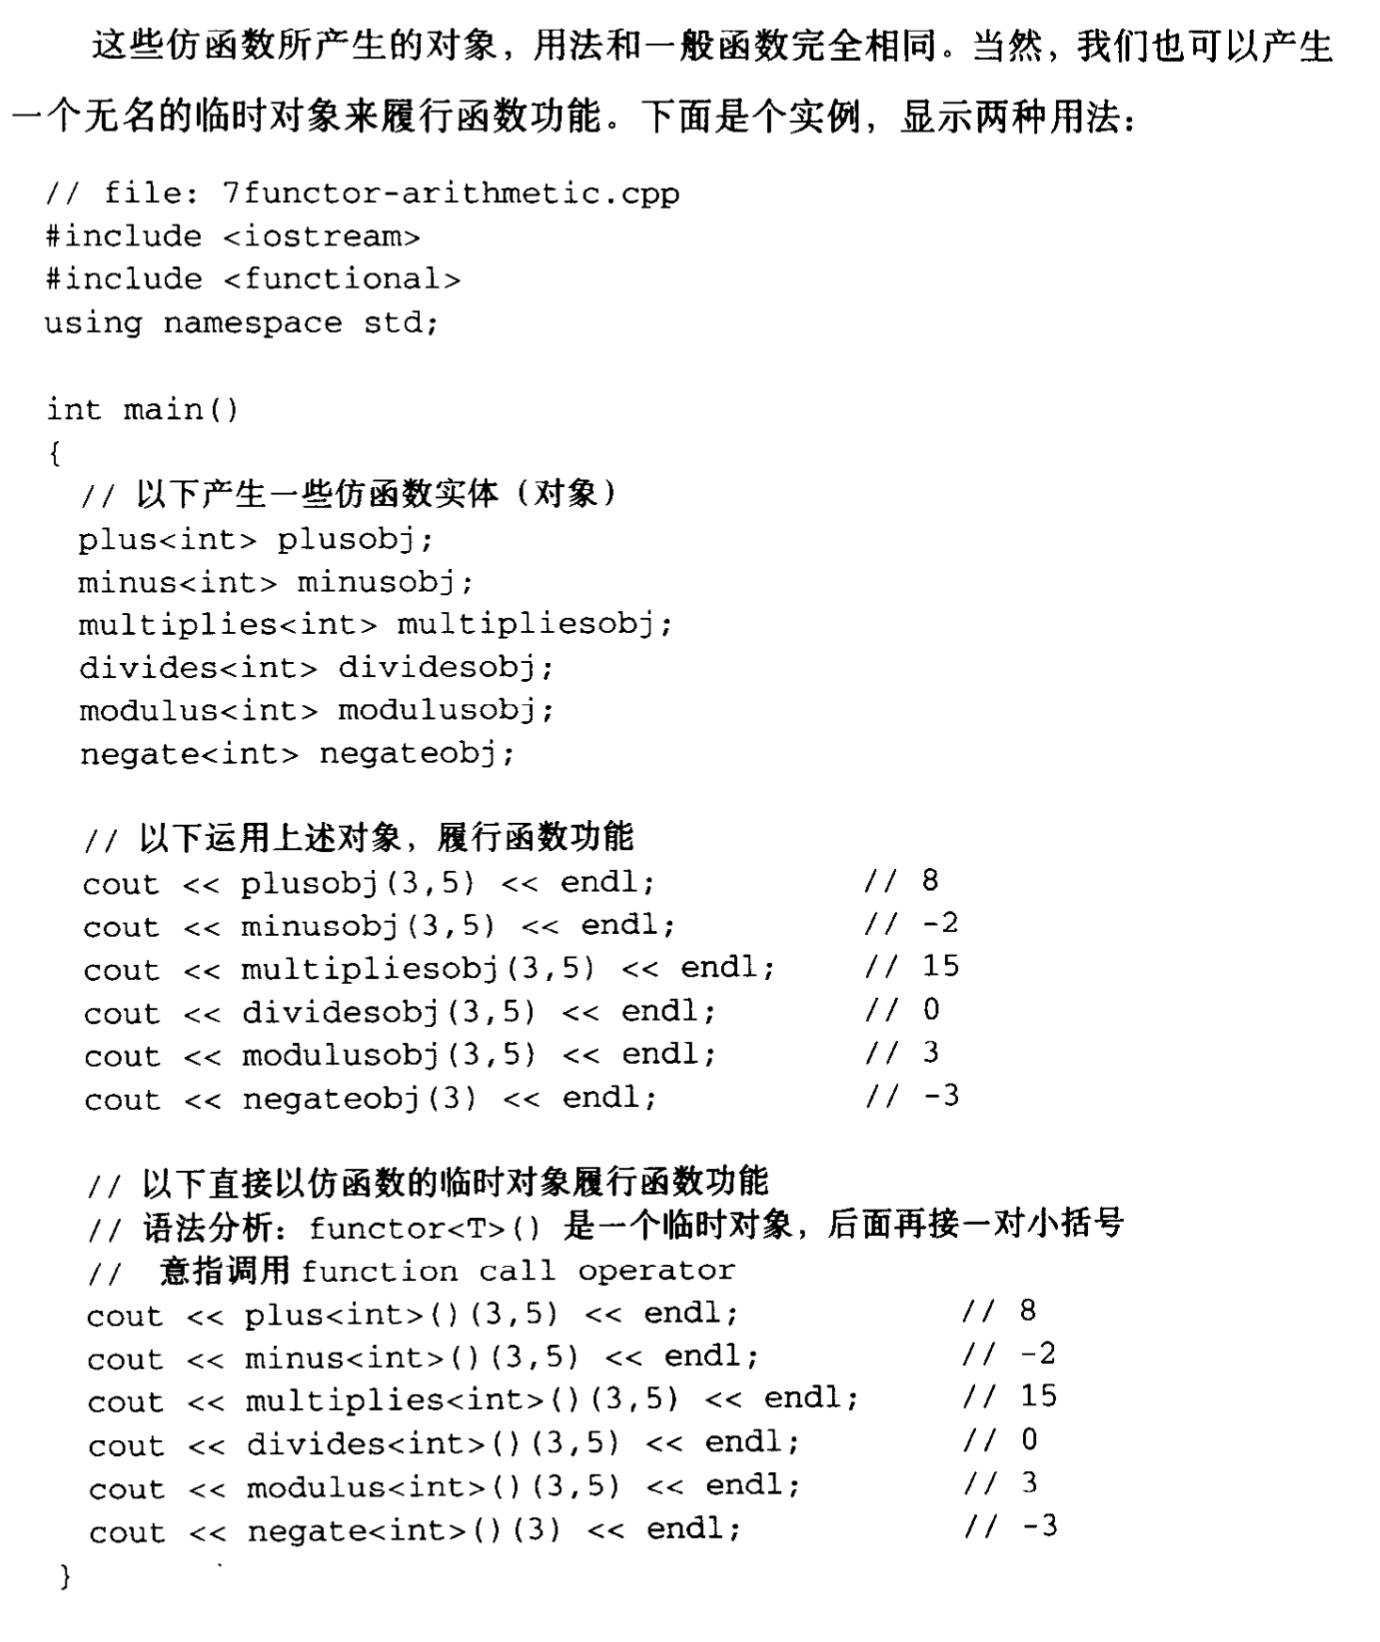 这些仿函数所产生的对象，用法和一般函数完全相同。当然，我们也可以产生
一个无名的临时对象来履行函数功能。下面是个实例，显示两种用法：
// file: 7functor-arithmetic.cpp
#include <iostream>
#include <functional>
using namespace std;
int main()
{
// 以下产生一些仿函数实体（对象）
plus<int> plusobj;
minus<int> minusobj;
multiplies<int> multipliesobj;
divides<int> dividesobj;
modulus<int> modulusobj;
negate<int> negateobj;
// 以下运用上述对象，履行函数功能
cout << plusobj(3,5) << endl; // 8
cout << minusobj(3,5) << endl; // -2
cout << multipliesobj(3,5) << endl; // 15
cout << dividesobj(3,5) << endl; // 0
cout << modulusobj(3,5) << endl; // 3
cout << negateobj(3) << endl; // -3
// 以下直接以仿函数的临时对象履行函数功能
// 语法分析：functor<T>() 是一个临时对象，后面再接一对小括号
// 意指调用 function call operator
cout << plus<int>()(3,5) << endl; // 8
cout << minus<int>()(3,5) << endl; // -2
cout << multiplies<int>()(3,5) << endl; // 15
cout << divides<int>()(3,5) << endl; // 0
cout << modulus<int>()(3,5) << endl; // 3
cout << negate<int>()(3) << endl; // -3
}